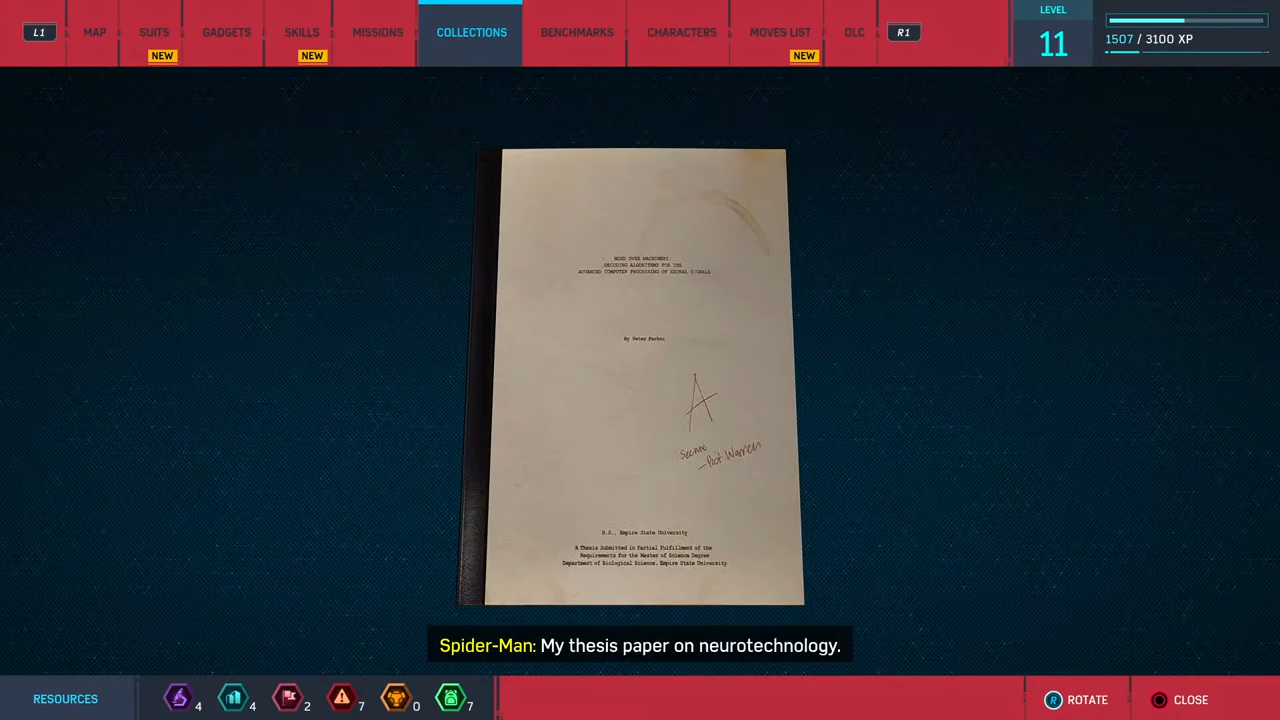 L1 MAP SUITS GADGETS SKILLS MISSIONS COLLECTIONS BENCHMARKS CHARACTERS MOVES LIST DLC R1
NEW NEW NEW
LEVEL
11
1507 / 3100 XP
MIND OVER MACHINERY:
DECODING ALGORITHMS FOR THE
ADVANCED COMPUTER PROCESSING OF NEURAL SIGNALS
By Peter Parker
A
- Prof Warren
B.S., Empire State University
A Thesis Submitted in Partial Fulfillment of the
Requirements For the Master of Science Degree
Department of Biological Science, Empire State University
Spider-Man: My thesis paper on neurotechnology.
RESOURCES 4 4 2 7 0 7 R ROTATE CLOSE